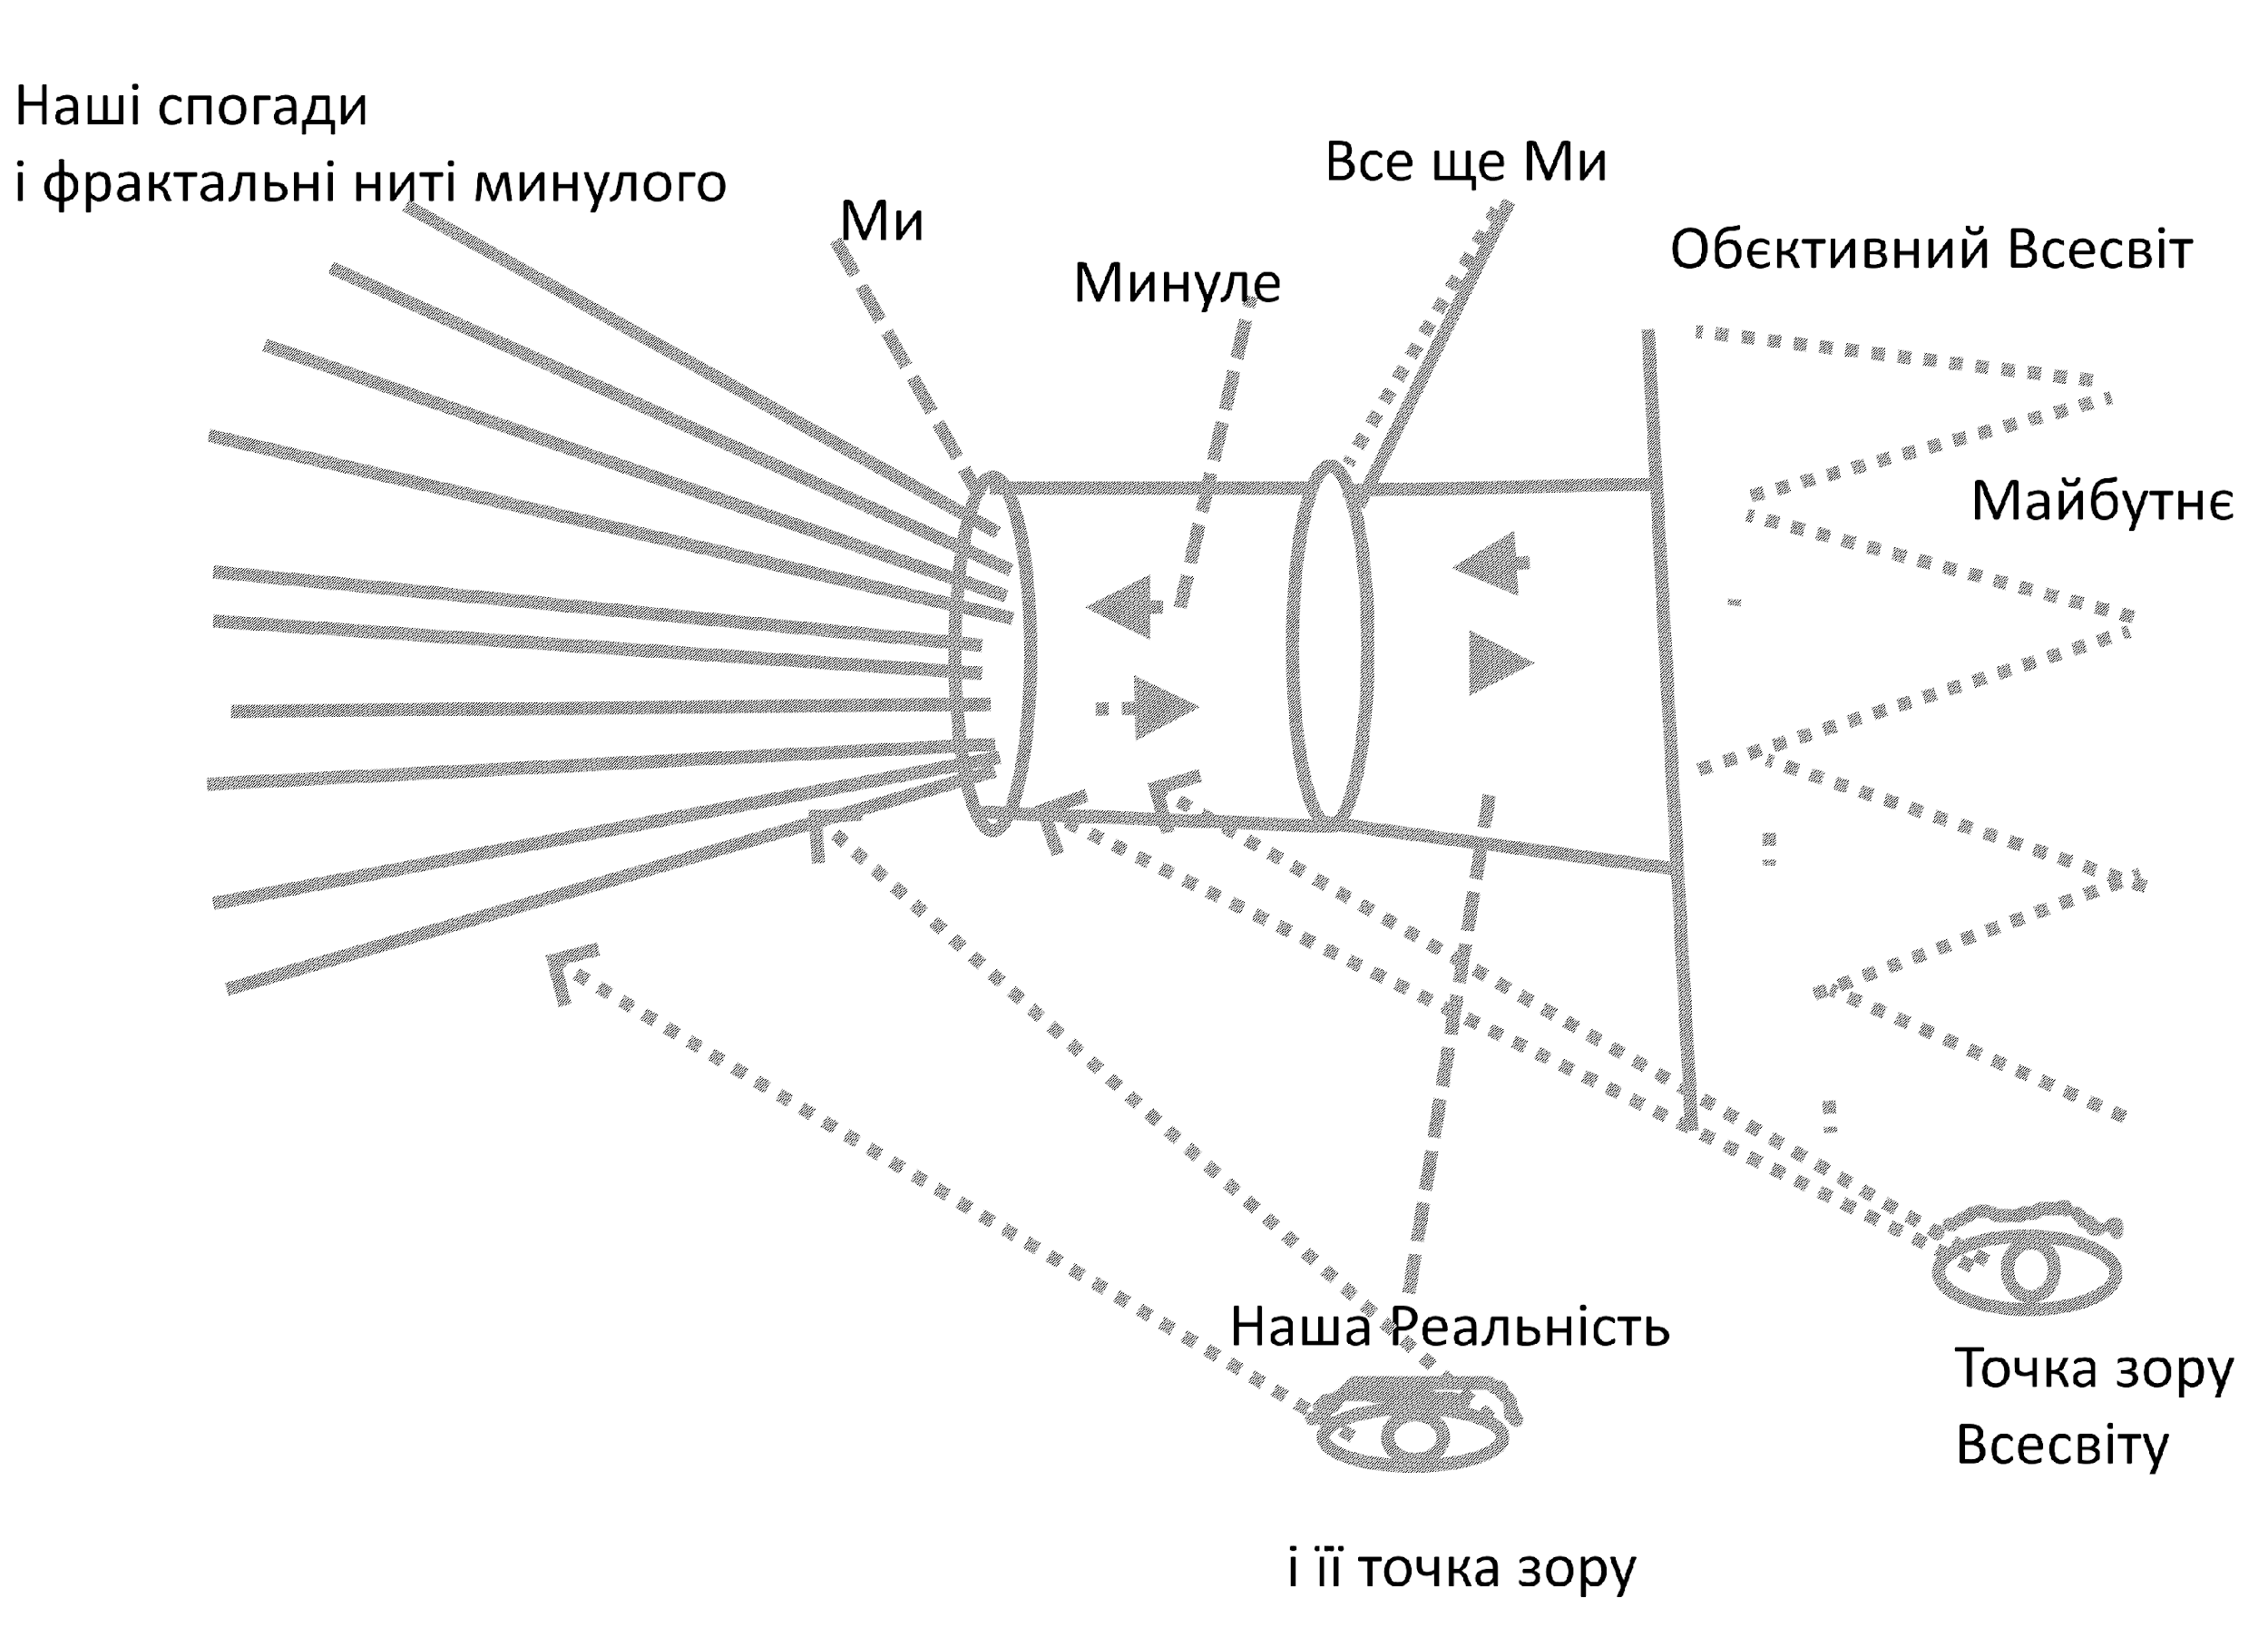 Наші спогади
і фрактальні ниті минулого
Ми
Минуле
Все ще Ми
Обєктивний Всесвіт
Майбутнє
Наша Реальність
і її точка зору
Точка зору
Всесвіту